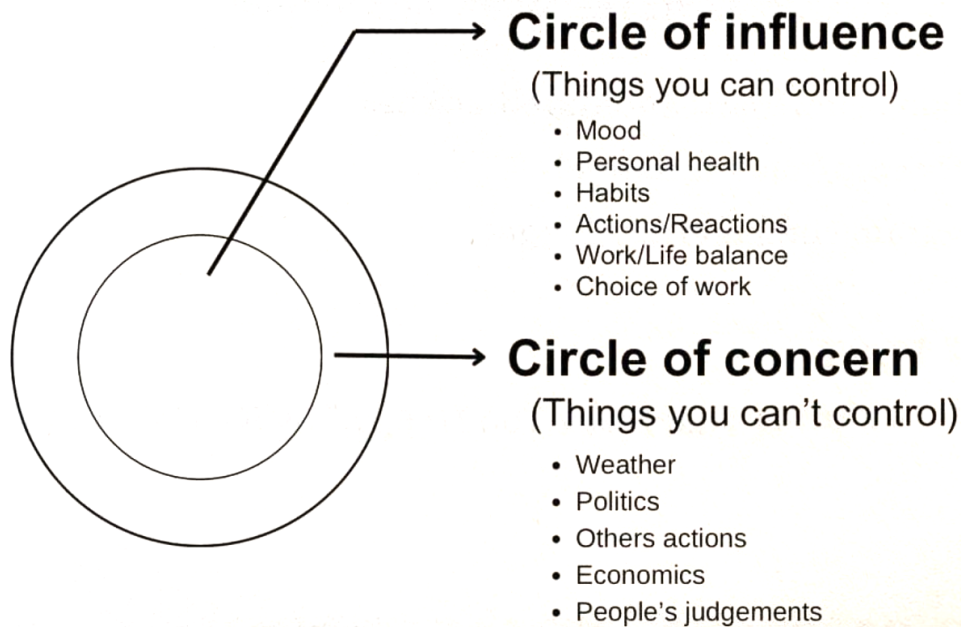 Circle of influence
(Things you can control)
• Mood
• Personal health
• Habits
• Actions/Reactions
• Work/Life balance
• Choice of work
Circle of concern
(Things you can't control)
• Weather
• Politics
• Others actions
• Economics
• People's judgements